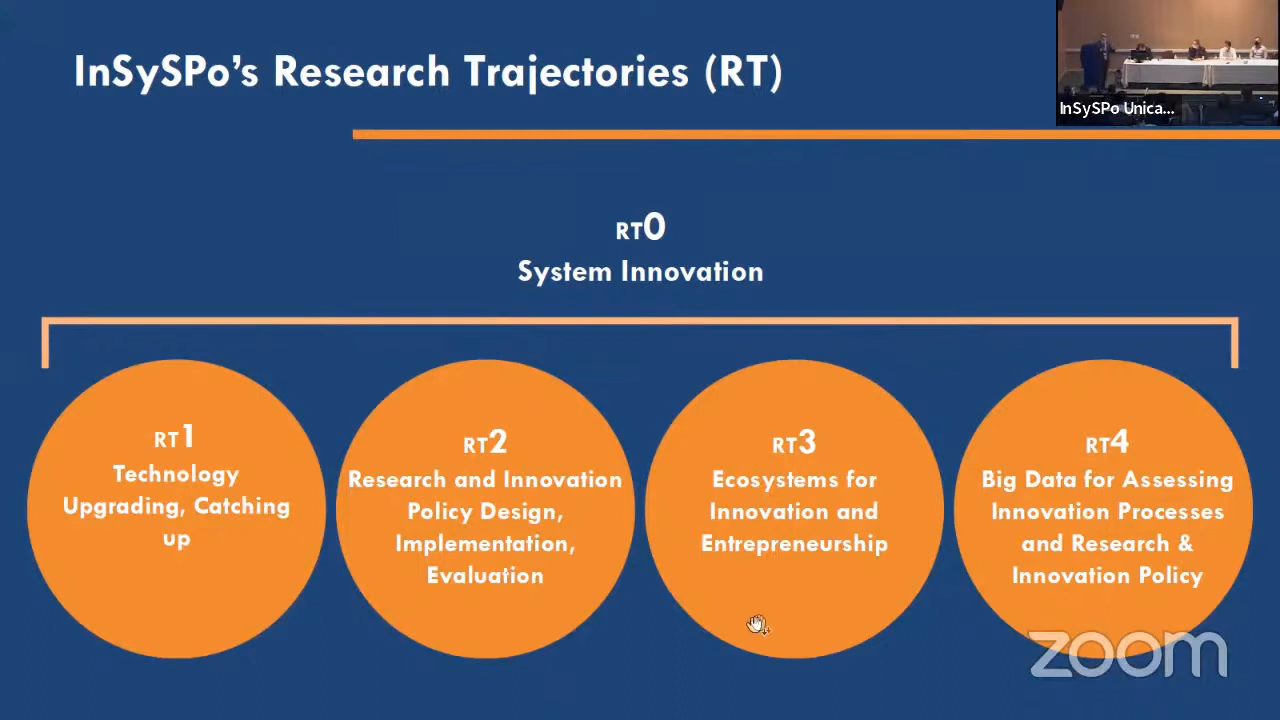 InSySPo's Research Trajectories (RT)
InSySPo Unica...
RT0
System Innovation
RT1
Technology
Upgrading, Catching
up
RT2
Research and Innovation
Policy Design,
Implementation,
Evaluation
RT3
Ecosystems for
Innovation and
Entrepreneurship
RT4
Big Data for Assessing
Innovation Processes
and Research &
Innovation Policy
zoom